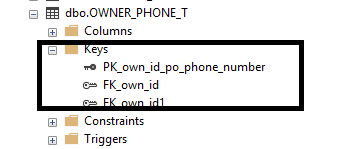 dbo.OWNER_PHONE_T
Columns
Keys
PK_own_id_po_phone_number
FK_own_id
FK_own_id1
Constraints
Triggers